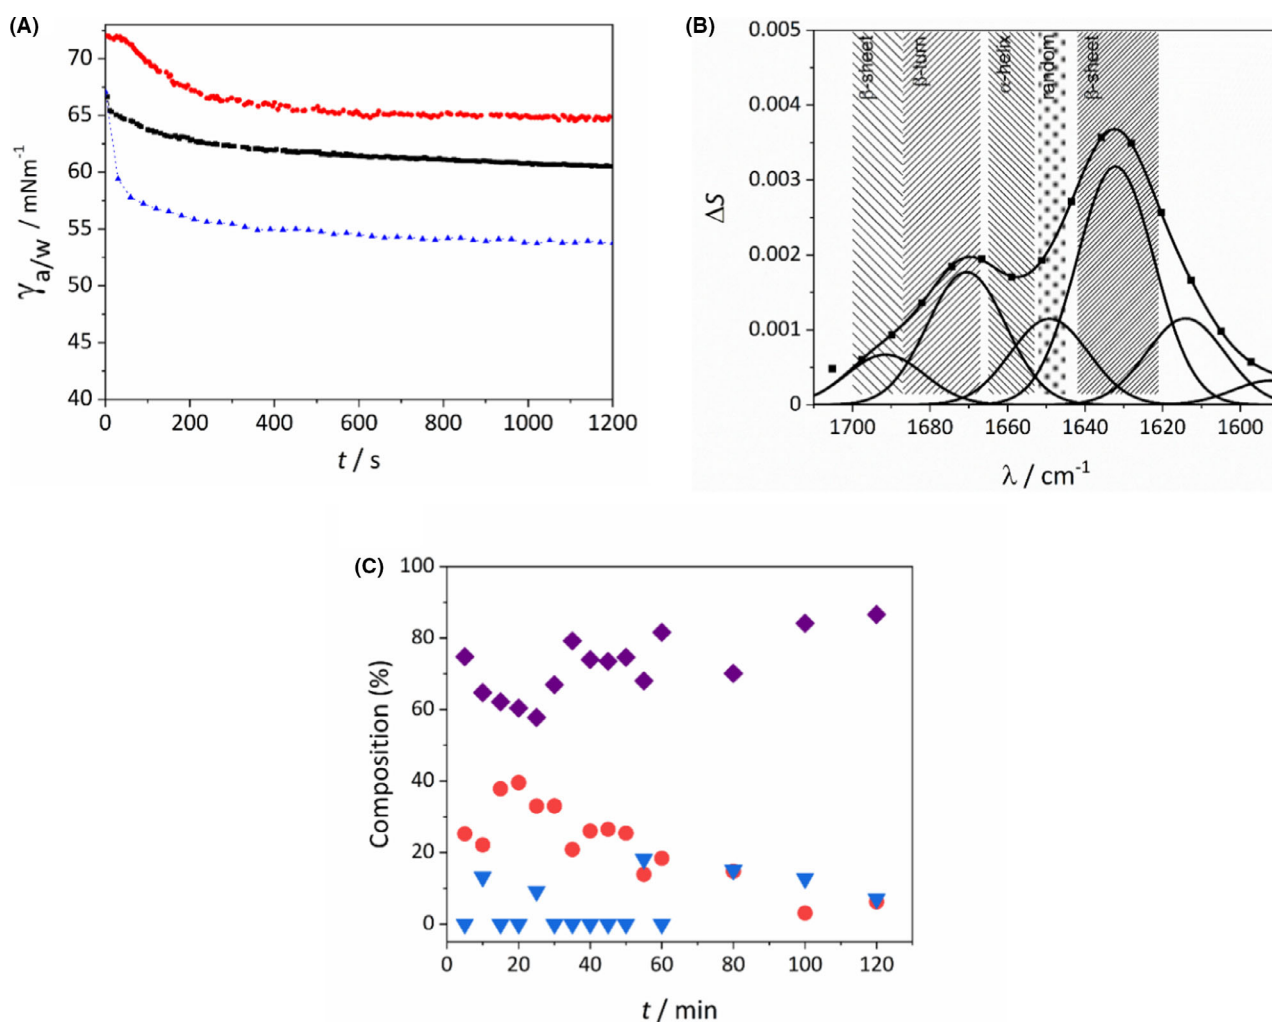 (A)
75
70
65
60
55
50
45
40
0 200 400 600 800 1000 1200
γa/w / mNm-1
t / s
(B)
0.005
0.004
0.003
0.002
0.001
0
ΔS
β-sheet
β-turn
α-helix
random
β-sheet
1700 1680 1660 1640 1620 1600
λ / cm-1
(C)
100
80
60
40
20
0
Composition (%)
0 20 40 60 80 100 120
t / min